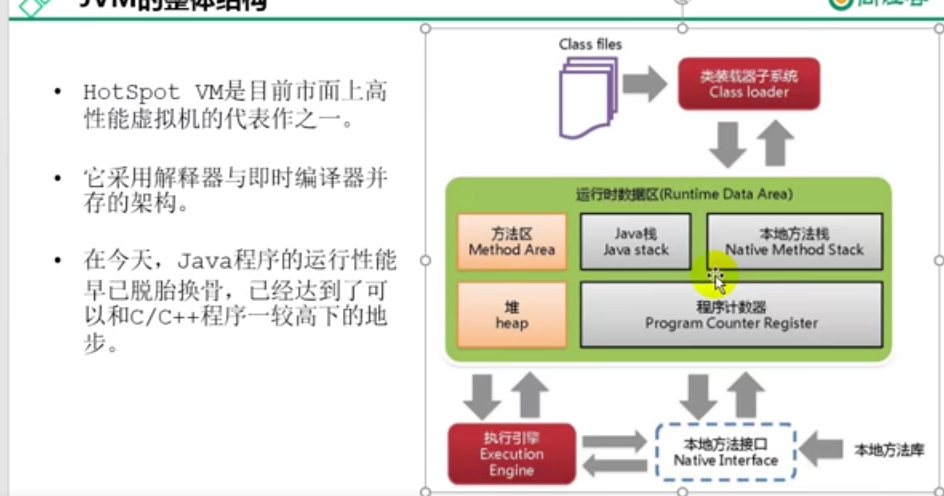 JVM的整体结构
• HotSpot VM是目前市面上高
性能虚拟机的代表作之一。
• 它采用解释器与即时编译器并
存的架构。
• 在今天，Java程序的运行性能
早已脱胎换骨，已经达到了可
以和C/C++程序一较高下的地
步。
Class files
类装载器子系统
Class loader
运行时数据区(Runtime Data Area)
方法区
Method Area
Java栈
Java stack
本地方法栈
Native Method Stack
堆
heap
程序计数器
Program Counter Register
执行引擎
Execution
Engine
本地方法接口
Native Interface
本地方法库